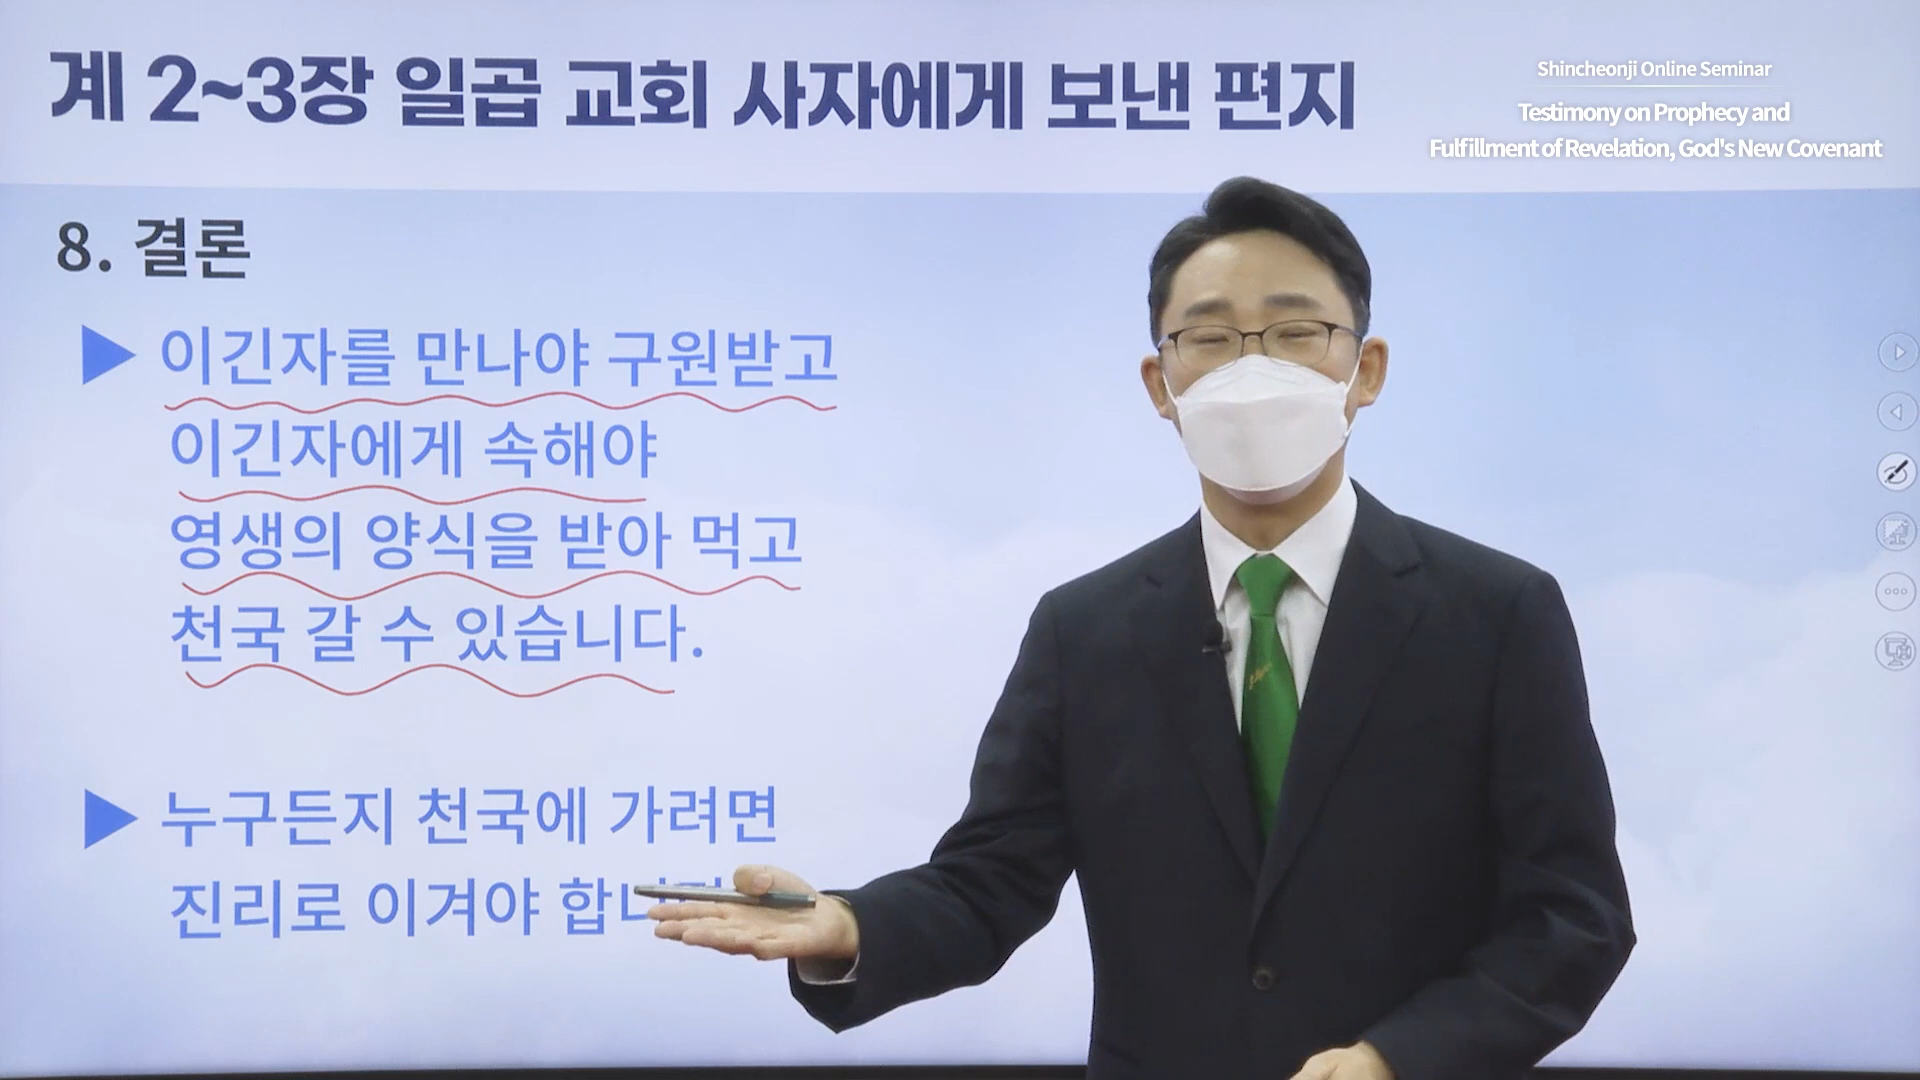 계 2~3장 일곱 교회 사자에게 보낸 편지
Shincheonji Online Seminar
Testimony on Prophecy and
Fulfillment of Revelation, God's New Covenant
8. 결론
▶ 이긴자를 만나야 구원받고
이긴자에게 속해야
영생의 양식을 받아 먹고
천국 갈 수 있습니다.
▶ 누구든지 천국에 가려면
진리로 이겨야